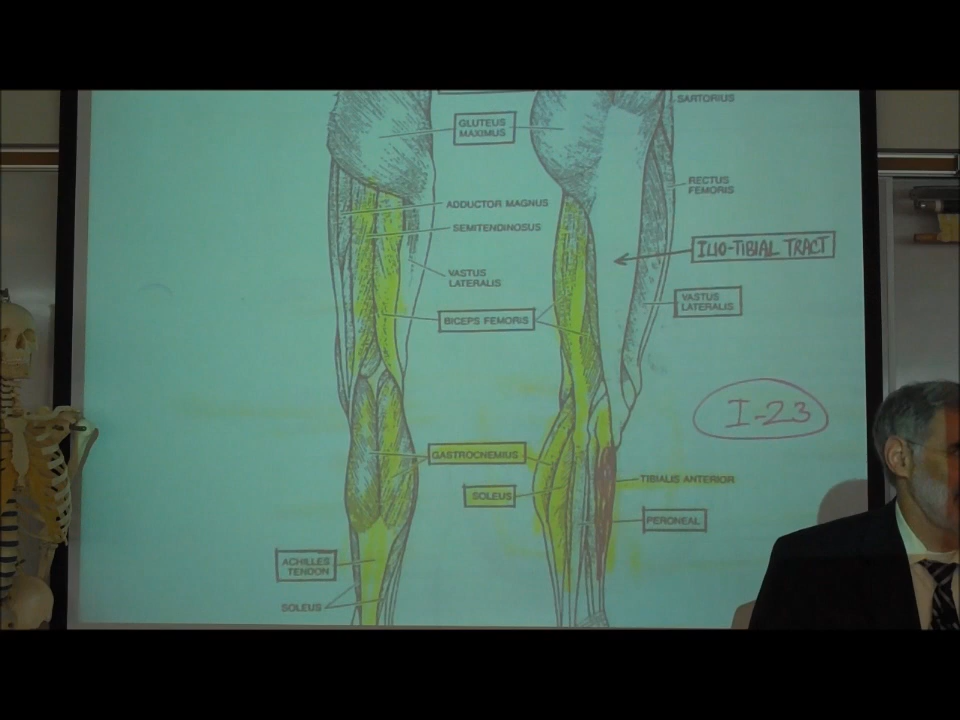 SARTORIUS
GLUTEUS
MAXIMUS
RECTUS
FEMORIS
ADDUCTOR MAGNUS
SEMITENDINOSUS
ILIO-TIBIAL TRACT
VASTUS
LATERALIS
VASTUS
LATERALIS
BICEPS FEMORIS
I-23
GASTROCNEMIUS
TIBIALIS ANTERIOR
SOLEUS
PERONEAL
ACHILLES
TENDON
SOLEUS